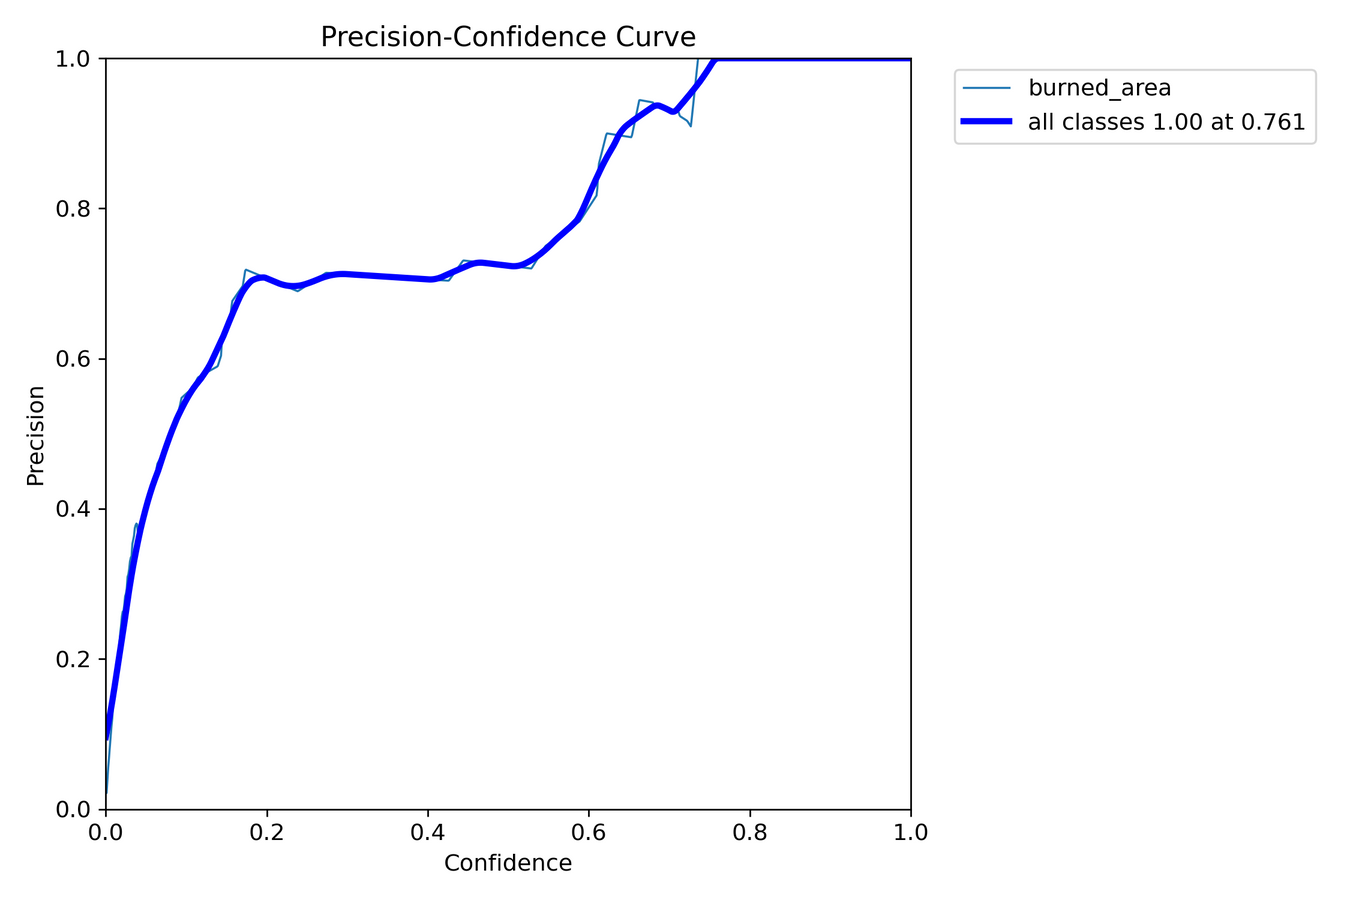 Precision-Confidence Curve
1.0
burned_area
all classes 1.00 at 0.761
0.8
0.6
Precision
0.4
0.2
0.0
0.0 0.2 0.4 0.6 0.8 1.0
Confidence